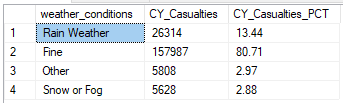 weather_conditions CY_Casualties CY_Casualties_PCT
1 Rain Weather 26314 13.44
2 Fine 157987 80.71
3 Other 5808 2.97
4 Snow or Fog 5628 2.88